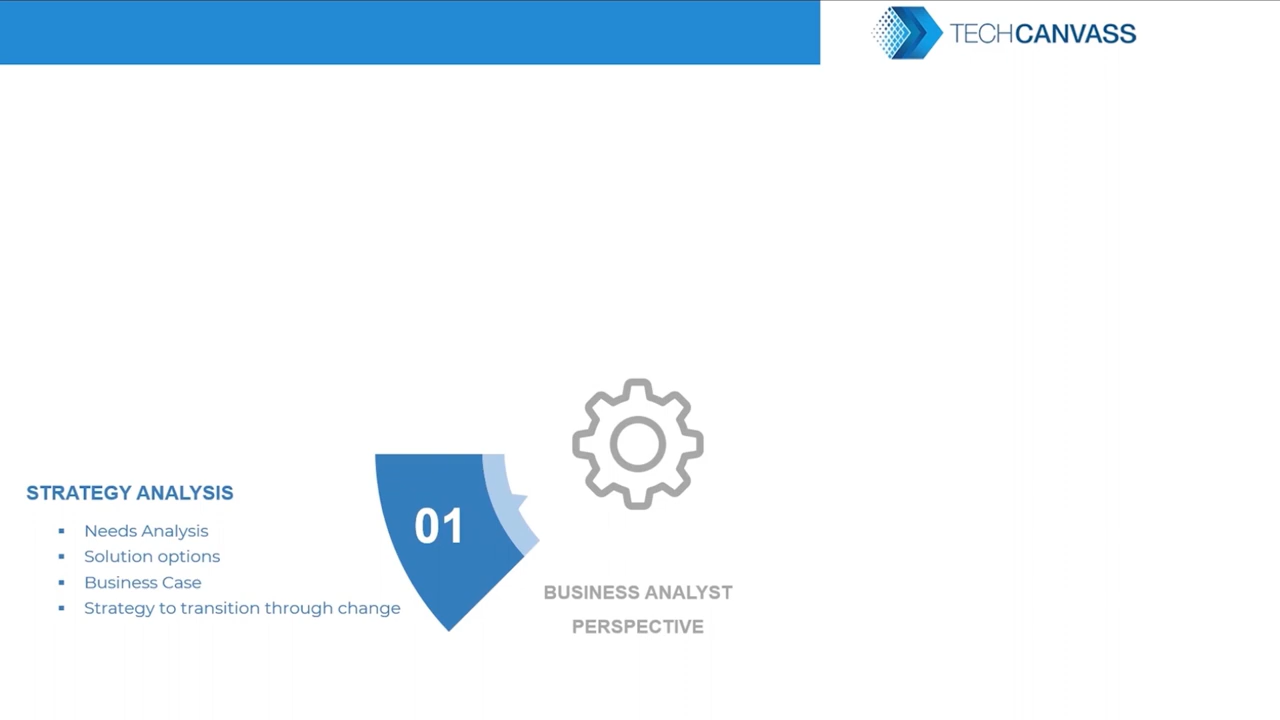 TECHCANVASS
STRATEGY ANALYSIS
Needs Analysis
Solution options
Business Case
Strategy to transition through change
01
BUSINESS ANALYST
PERSPECTIVE